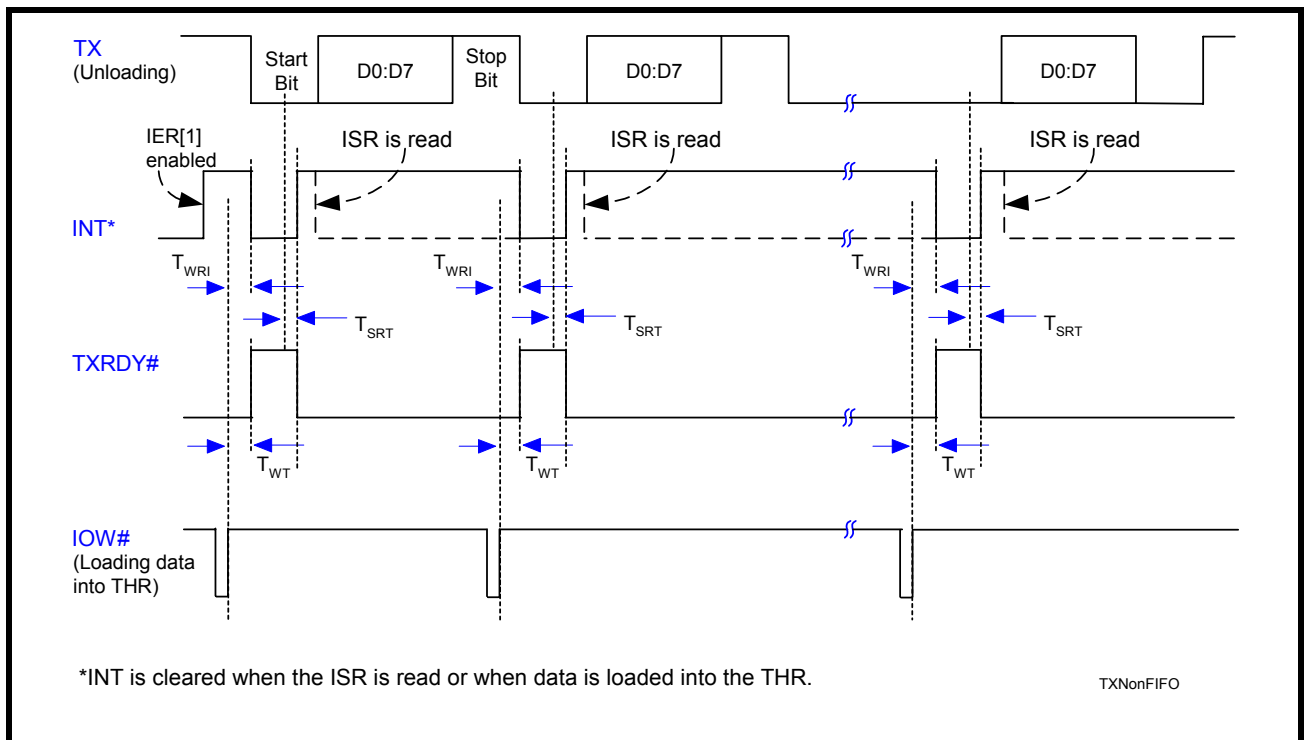 TX
(Unloading)
Start
Bit
D0:D7
Stop
Bit
D0:D7
D0:D7
IER[1]
enabled
ISR is read
ISR is read
ISR is read
INT*
TWRI
TWRI
TWRI
TSRT
TSRT
TSRT
TXRDY#
TWT
TWT
TWT
IOW#
(Loading data
into THR)
*INT is cleared when the ISR is read or when data is loaded into the THR.
TXNonFIFO